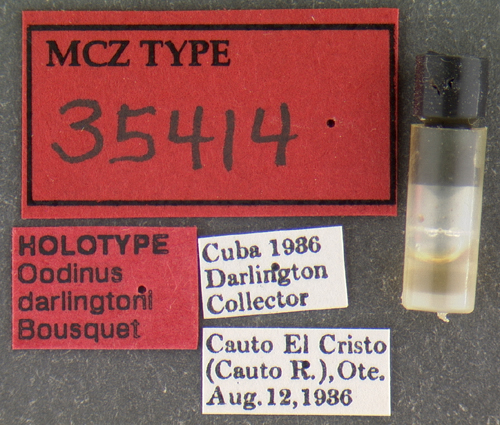 MCZ TYPE
35414
HOLOTYPE
Oodinus
darlingtoni
Bousquet
Cuba 1936
Darlington
Collector
Cauto El Cristo
(Cauto R.), Ote.
Aug. 12, 1936